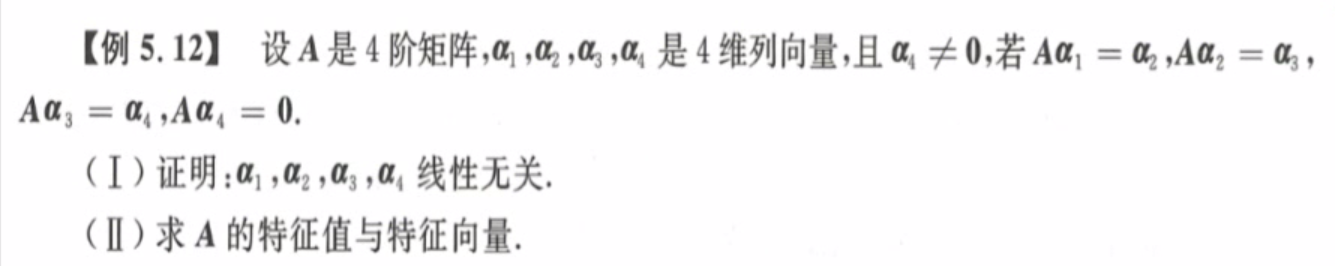 【例 5.12】 设 A 是 4 阶矩阵,α₁,α₂,α₃,α₄ 是 4 维列向量,且 α₄ ≠ 0,若 Aα₁ = α₂,Aα₂ = α₃,
Aα₃ = α₄,Aα₄ = 0.
(Ⅰ)证明:α₁,α₂,α₃,α₄ 线性无关.
(Ⅱ)求 A 的特征值与特征向量.